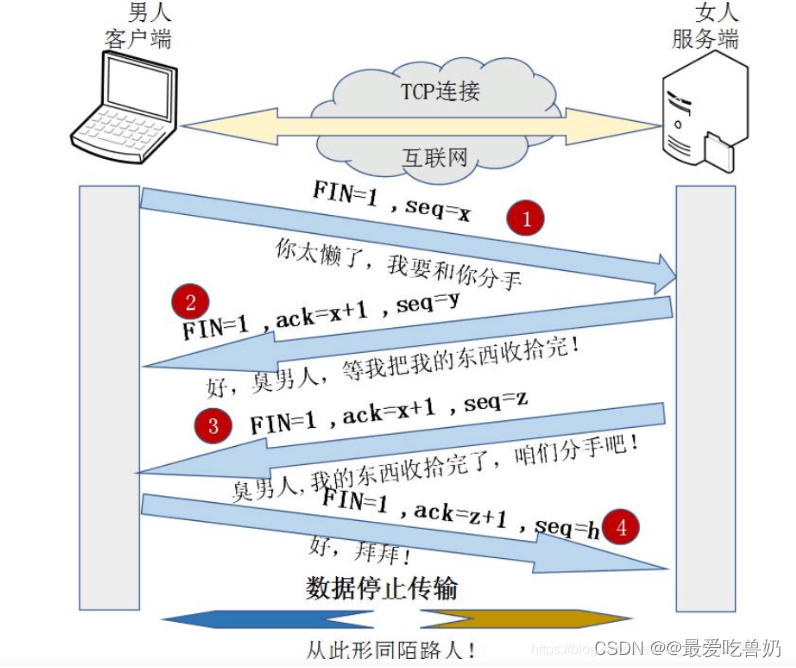 男人
客户端
女人
服务端
TCP连接
互联网
FIN=1 ,seq=x
1
你太懒了，我要和你分手
2
FIN=1 ,ack=x+1 ,seq=y
好，臭男人，等我把我的东西收拾完！
3
FIN=1 ,ack=x+1 ,seq=z
臭男人,我的东西收拾完了，咱们分手吧！
FIN=1 ,ack=z+1 ,seq=h
4
好，拜拜！
数据停止传输
从此形同陌路人！
https://blog
CSDN @@最爱吃兽奶